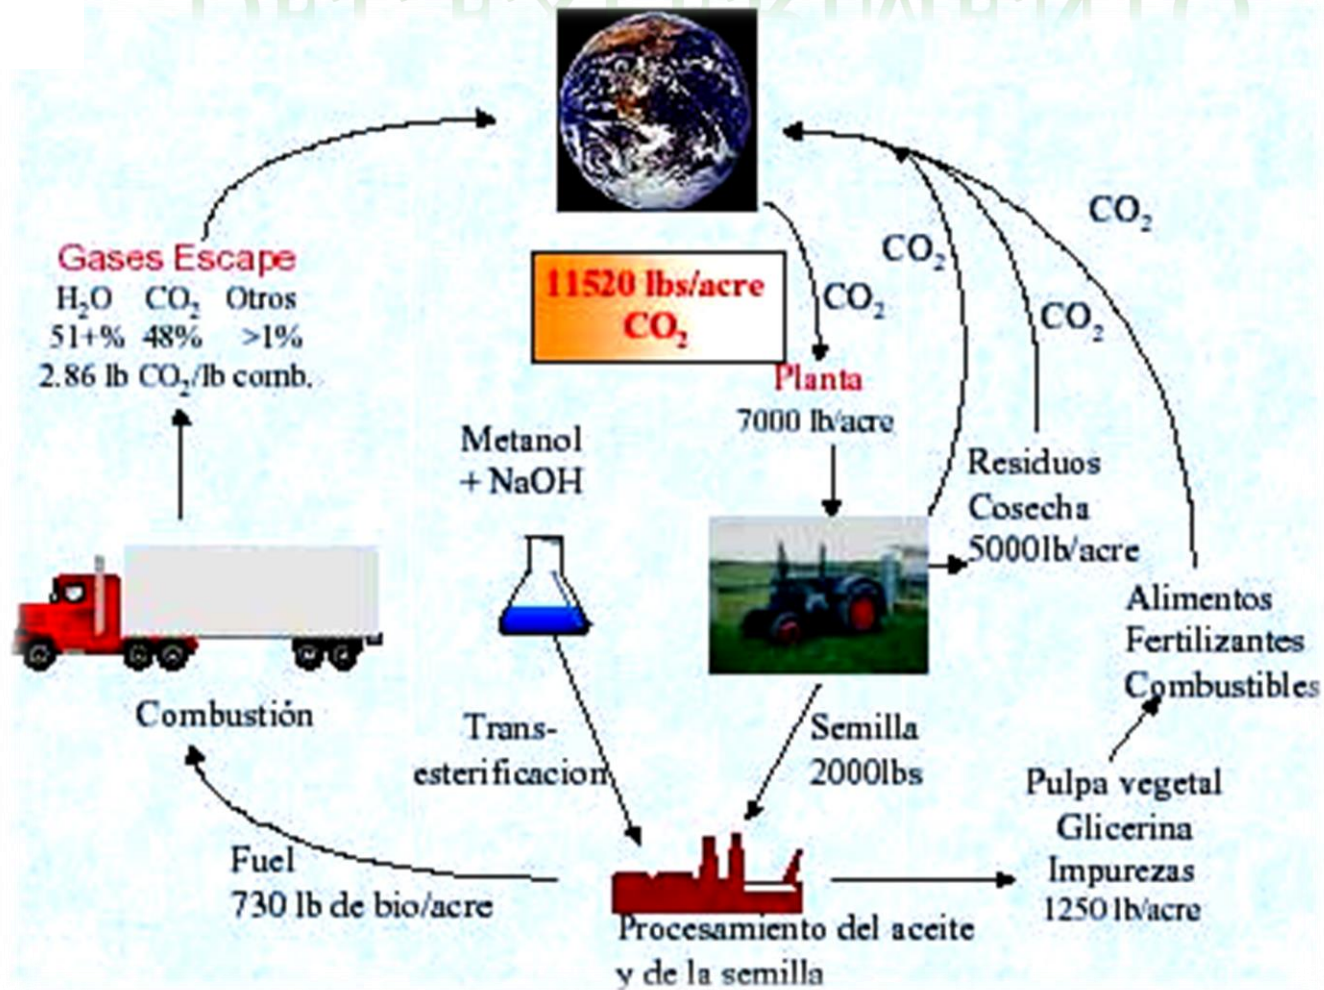 Gases Escape
H₂O CO₂ Otros
51+% 48% >1%
2.86 lb CO₂/lb comb.
11520 lbs/acre
CO₂
CO₂
CO₂
CO₂
CO₂
Planta
7000 lb/acre
Metanol
+ NaOH
Residuos
Cosecha
5000lb/acre
Alimentos
Fertilizantes
Combustibles
Combustión
Trans-
esterificacion
Semilla
2000lbs
Pulpa vegetal
Glicerina
Impurezas
1250 lb/acre
Fuel
730 lb de bio/acre
Procesamiento del aceite
y de la semilla